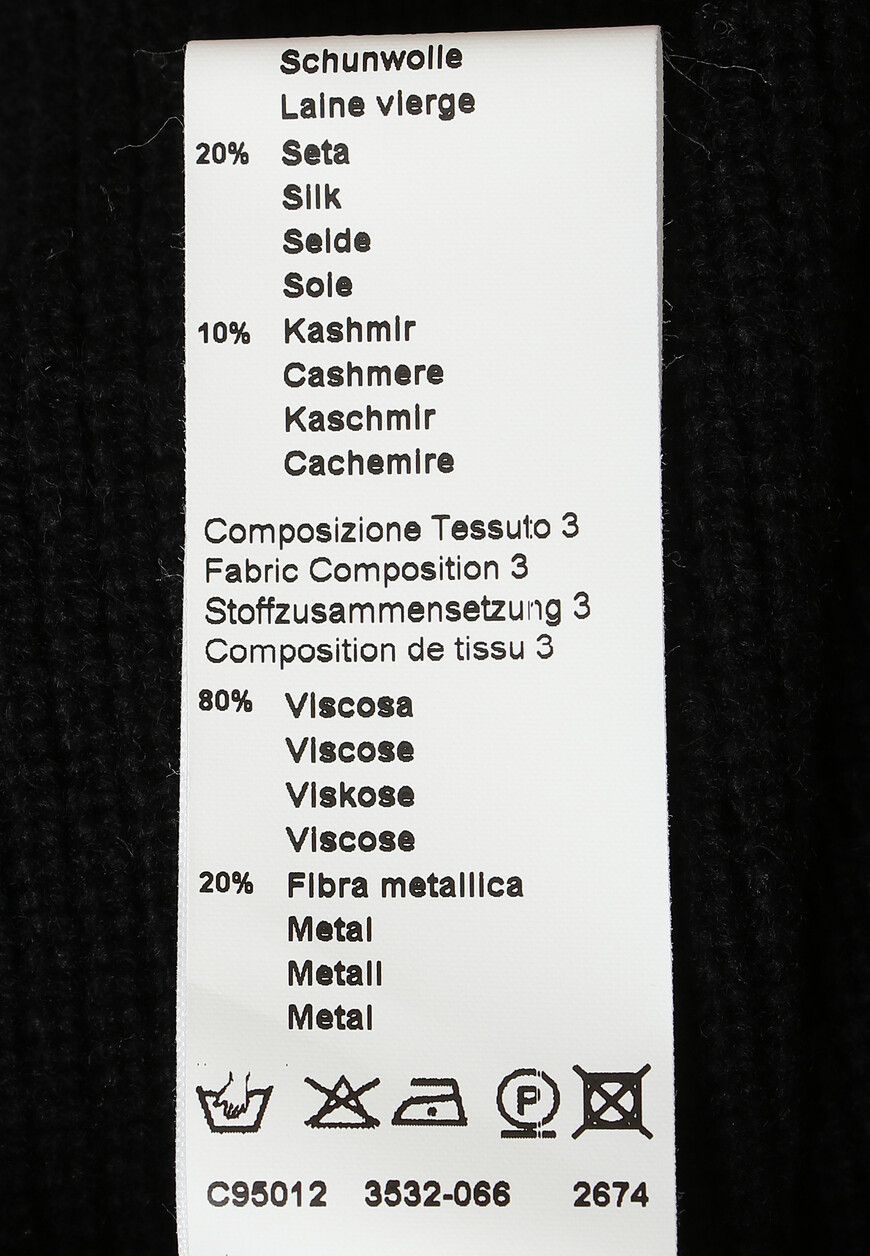 Schunwolle
Laine vierge
20% Seta
Silk
Seide
Soie
10% Kashmir
Cashmere
Kaschmir
Cachemire
Composizione Tessuto 3
Fabric Composition 3
Stoffzusammensetzung 3
Composition de tissu 3
80% Viscosa
Viscose
Viskose
Viscose
20% Fibra metallica
Metal
Metall
Metal
P
C95012 3532-066 2674